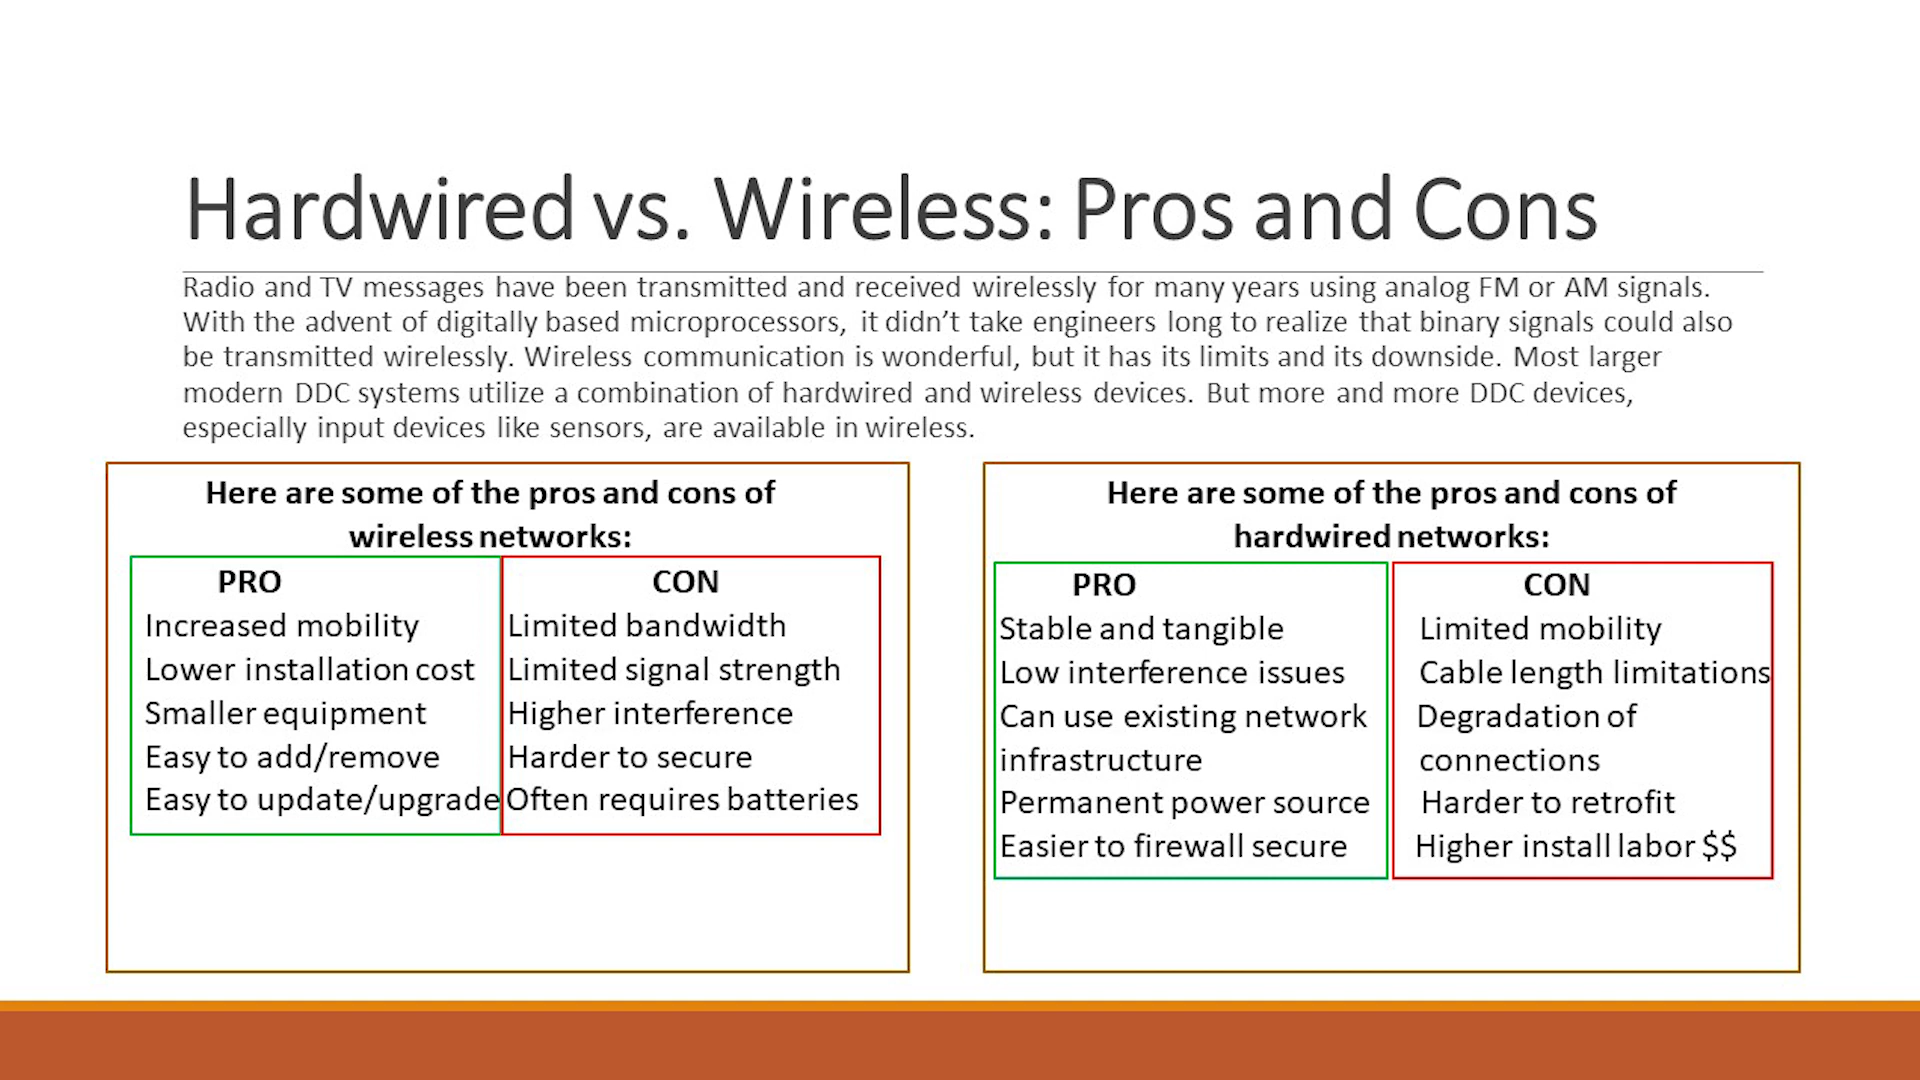 Hardwired vs. Wireless: Pros and Cons
Radio and TV messages have been transmitted and received wirelessly for many years using analog FM or AM signals.
With the advent of digitally based microprocessors, it didn’t take engineers long to realize that binary signals could also
be transmitted wirelessly. Wireless communication is wonderful, but it has its limits and its downside. Most larger
modern DDC systems utilize a combination of hardwired and wireless devices. But more and more DDC devices,
especially input devices like sensors, are available in wireless.
Here are some of the pros and cons of
wireless networks:
PRO
Increased mobility
Lower installation cost
Smaller equipment
Easy to add/remove
Easy to update/upgrade
CON
Limited bandwidth
Limited signal strength
Higher interference
Harder to secure
Often requires batteries
Here are some of the pros and cons of
hardwired networks:
PRO
Stable and tangible
Low interference issues
Can use existing network
infrastructure
Permanent power source
Easier to firewall secure
CON
Limited mobility
Cable length limitations
Degradation of
connections
Harder to retrofit
Higher install labor $$